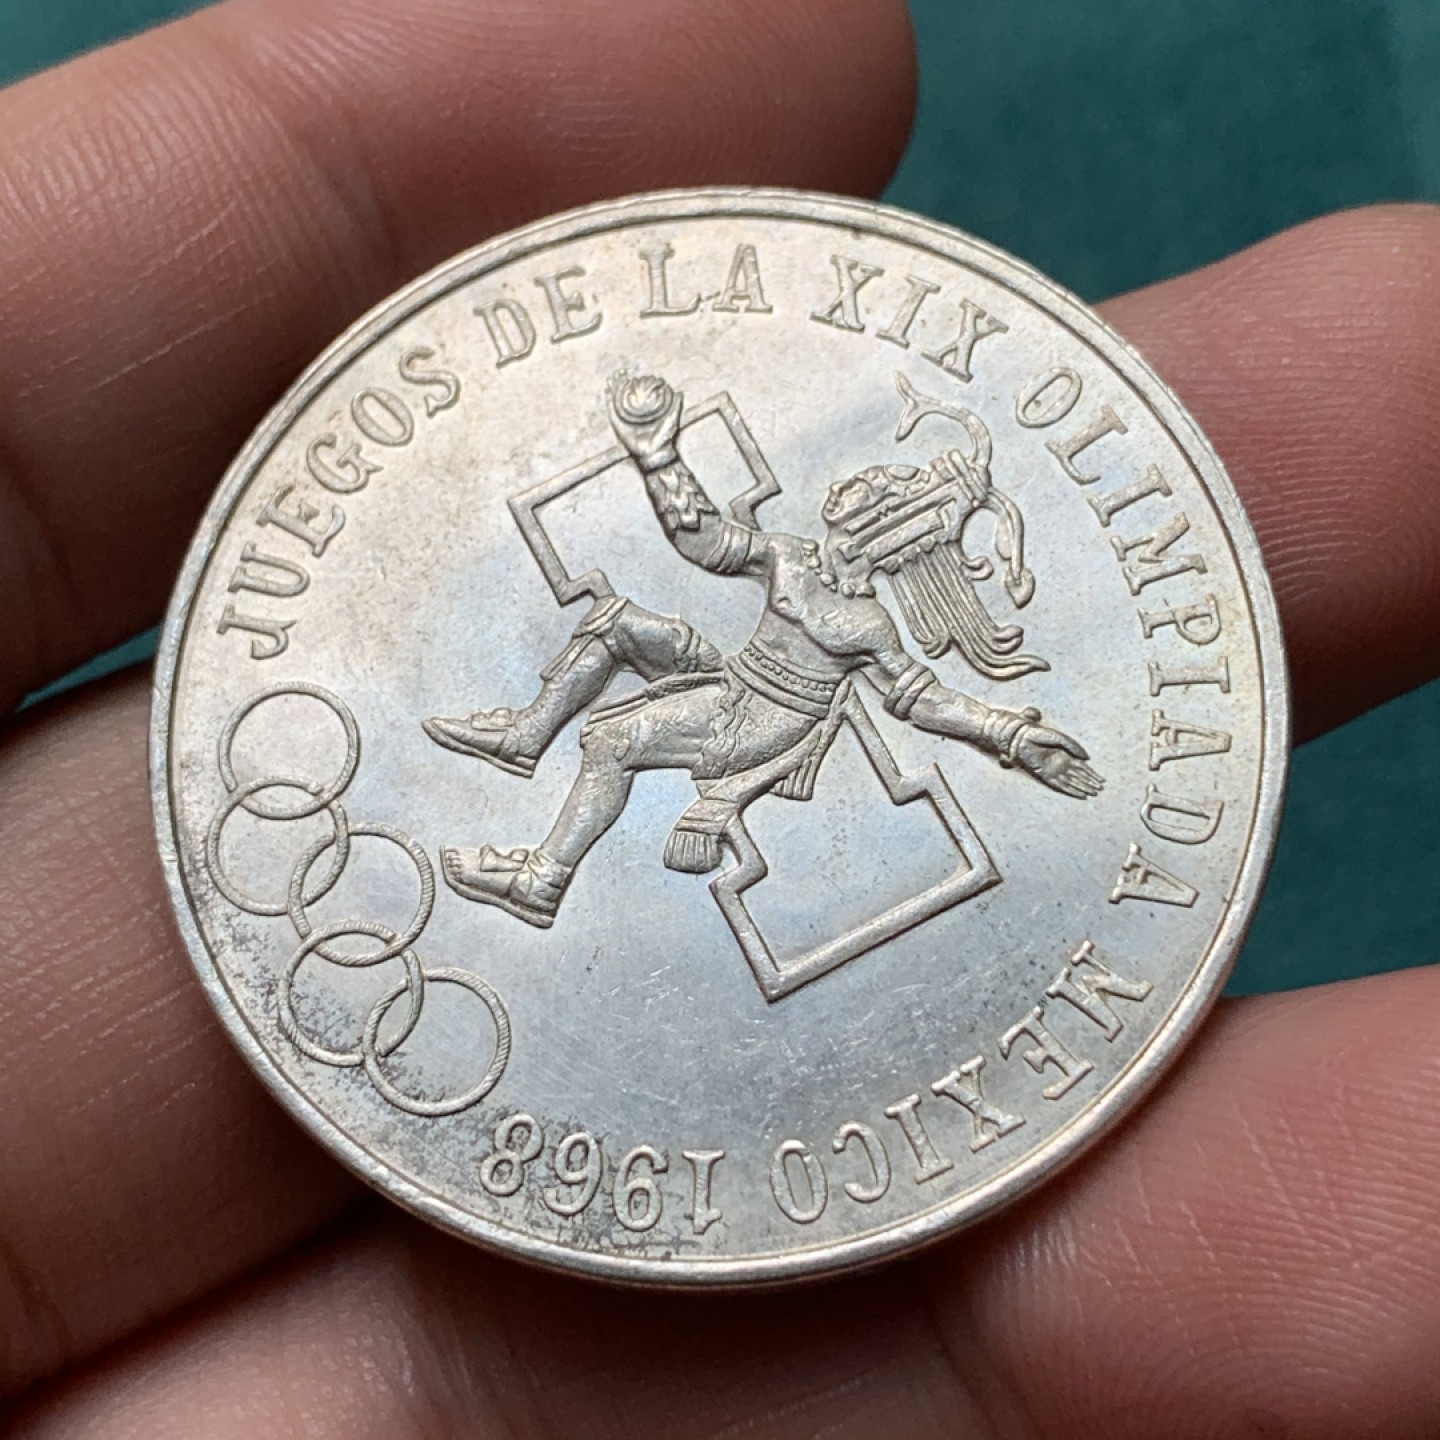 JUEGOS DE LA XIX OLIMPIADA MEXICO 1968